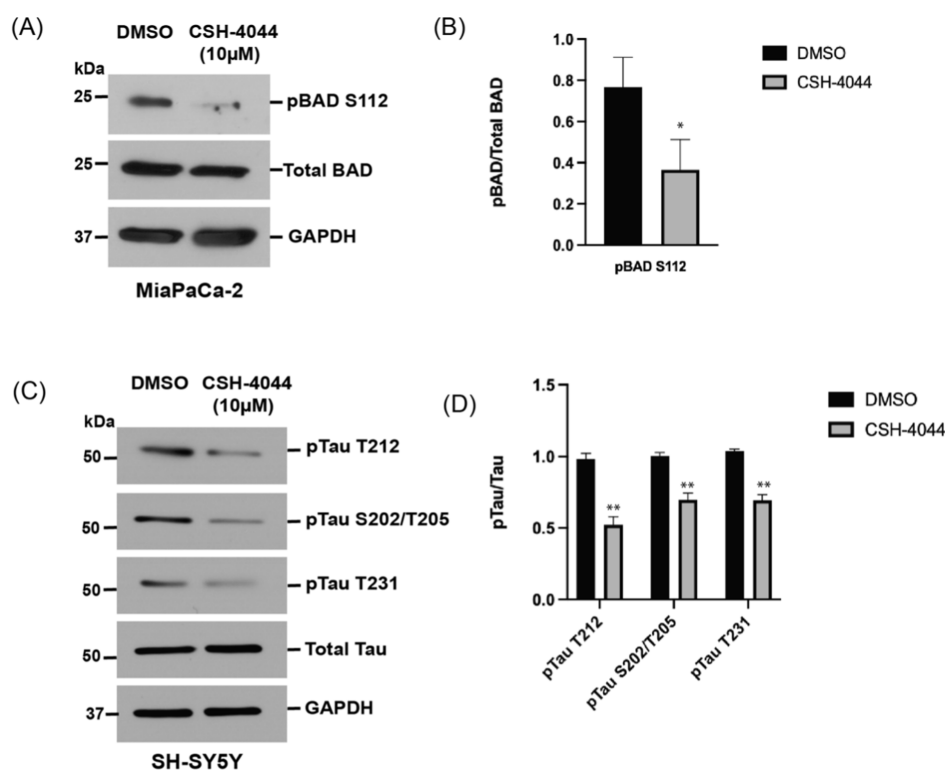 (A)
DMSO CSH-4044
(10µM)
kDa
25
pBAD S112
25
Total BAD
37
GAPDH
MiaPaCa-2
(B)
pBAD/Total BAD
1.0
0.8
0.6
0.4
0.2
0.0
*
pBAD S112
DMSO
CSH-4044
(C)
DMSO CSH-4044
(10µM)
kDa
50
pTau T212
50
pTau S202/T205
50
pTau T231
50
Total Tau
37
GAPDH
SH-SY5Y
(D)
pTau/Tau
1.5
1.0
0.5
0.0
**
**
**
pTau T212
pTau S202/T205
pTau T231
DMSO
CSH-4044